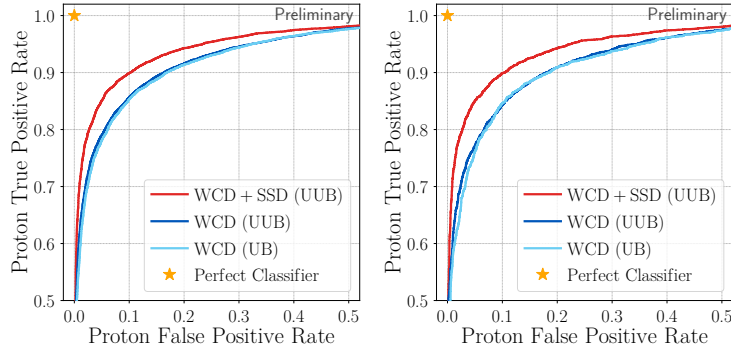 Preliminary
1.0
0.9
0.8
0.7
0.6
0.5
Proton True Positive Rate
WCD + SSD (UUB)
WCD (UUB)
WCD (UB)
Perfect Classifier
0.0 0.1 0.2 0.3 0.4 0.5
Proton False Positive Rate
Preliminary
1.0
0.9
0.8
0.7
0.6
0.5
Proton True Positive Rate
WCD + SSD (UUB)
WCD (UUB)
WCD (UB)
Perfect Classifier
0.0 0.1 0.2 0.3 0.4 0.5
Proton False Positive Rate